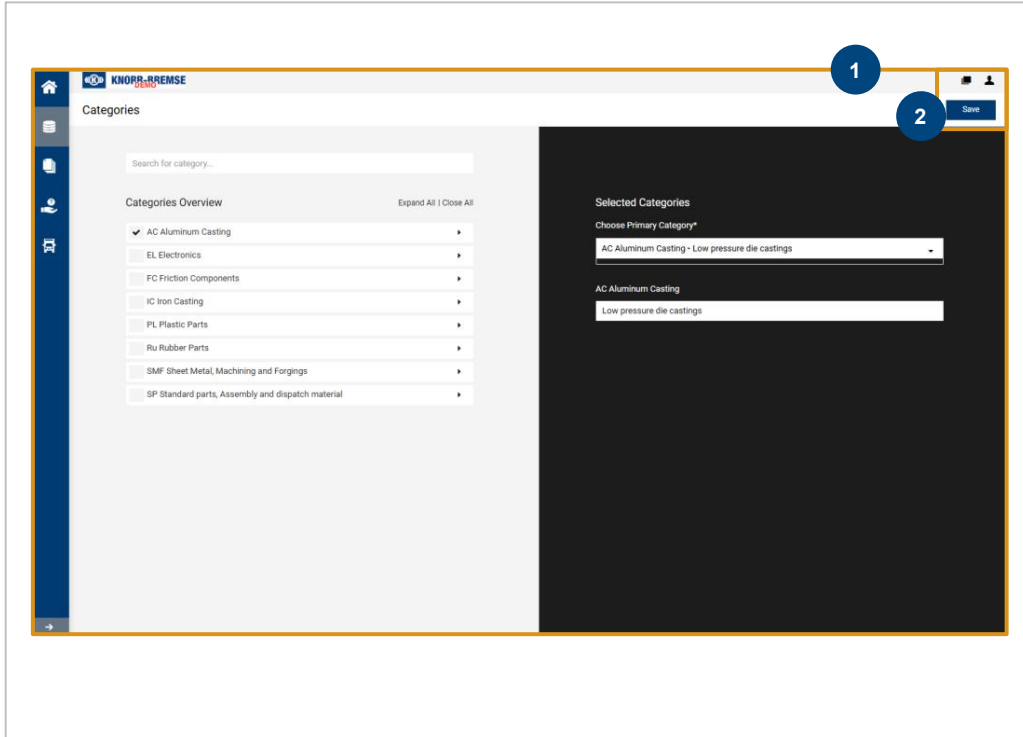 1
KNORR-BREMSE
DEMO
Categories
2
Save
Search for category...
Categories Overview
Expand All | Close All
AC Aluminum Casting
EL Electronics
FC Friction Components
IC Iron Casting
PL Plastic Parts
Ru Rubber Parts
SMF Sheet Metal, Machining and Forgings
SP Standard parts, Assembly and dispatch material
Selected Categories
Choose Primary Category*
AC Aluminum Casting - Low pressure die castings
AC Aluminum Casting
Low pressure die castings